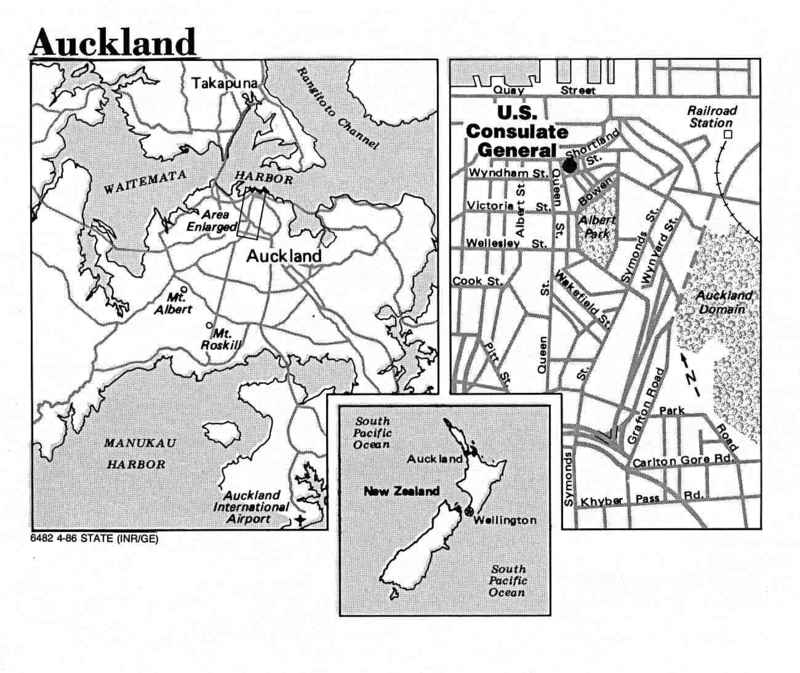 Auckland
Takapuna
Rangitoto Channel
WAITEMATA
HARBOR
Area
Enlarged
Auckland
Mt.
Albert
Mt.
Roskill
MANUKAU
HARBOR
Auckland
International
Airport
6482 4-86 STATE (INR/GE)
Quay Street
U.S.
Consulate
General
Railroad
Station
Shortland
St.
Wyndham St.
Queen
St.
Bowen
Albert St.
Victoria St.
Albert
Park
Wellesley St.
Symonds St.
Wynyard St.
Cook St.
St.
Wakefield St.
Auckland
Domain
Queen
Pitt St.
St.
N
Grafton Road
Park
Road
Carlton Gore Rd.
Symonds
Khyber Pass Rd.
South
Pacific
Ocean
Auckland
New Zealand
Wellington
South
Pacific
Ocean